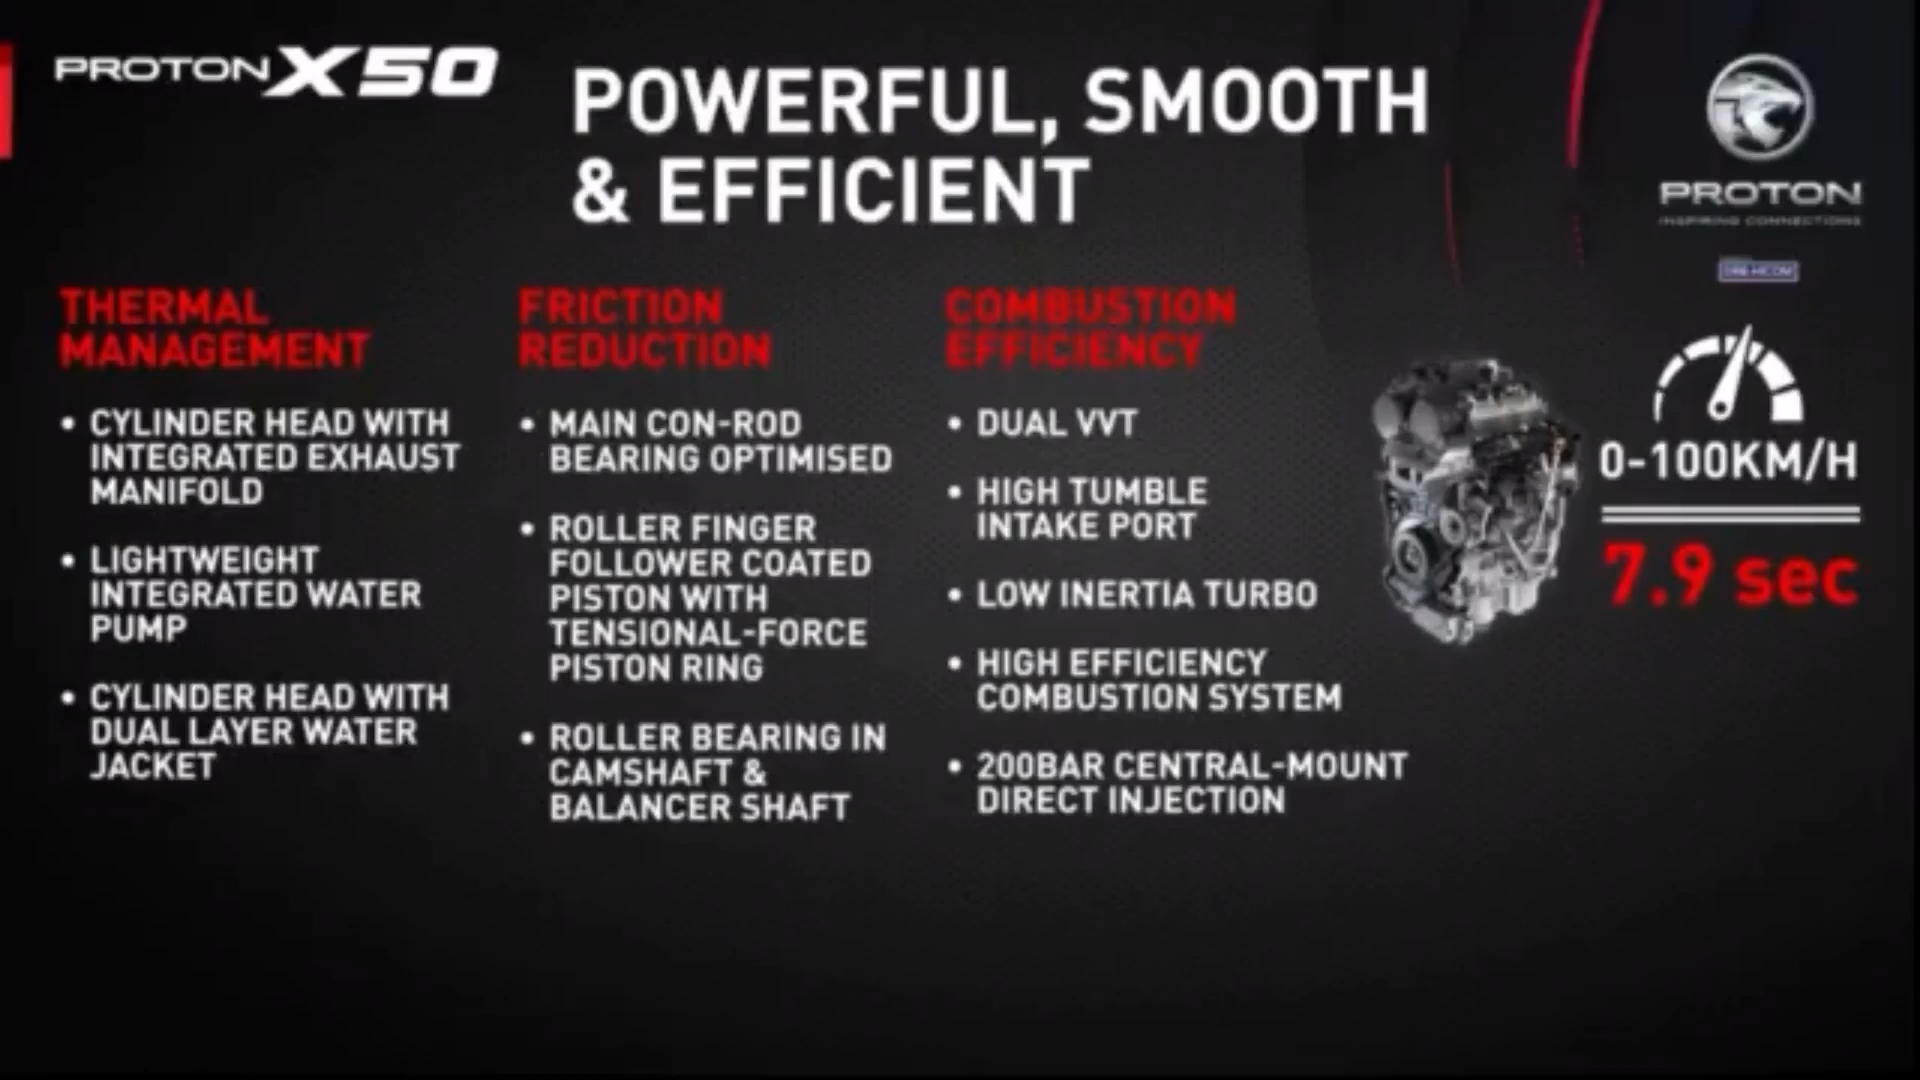 PROTON X50
POWERFUL, SMOOTH
& EFFICIENT
PROTON
INSPIRING CONNECTIONS
THERMAL
MANAGEMENT
• CYLINDER HEAD WITH
INTEGRATED EXHAUST
MANIFOLD
• LIGHTWEIGHT
INTEGRATED WATER
PUMP
• CYLINDER HEAD WITH
DUAL LAYER WATER
JACKET
FRICTION
REDUCTION
• MAIN CON-ROD
BEARING OPTIMISED
• ROLLER FINGER
FOLLOWER COATED
PISTON WITH
TENSIONAL-FORCE
PISTON RING
• ROLLER BEARING IN
CAMSHAFT &
BALANCER SHAFT
COMBUSTION
EFFICIENCY
• DUAL VVT
• HIGH TUMBLE
INTAKE PORT
• LOW INERTIA TURBO
• HIGH EFFICIENCY
COMBUSTION SYSTEM
• 200BAR CENTRAL-MOUNT
DIRECT INJECTION
0-100KM/H
7.9 sec